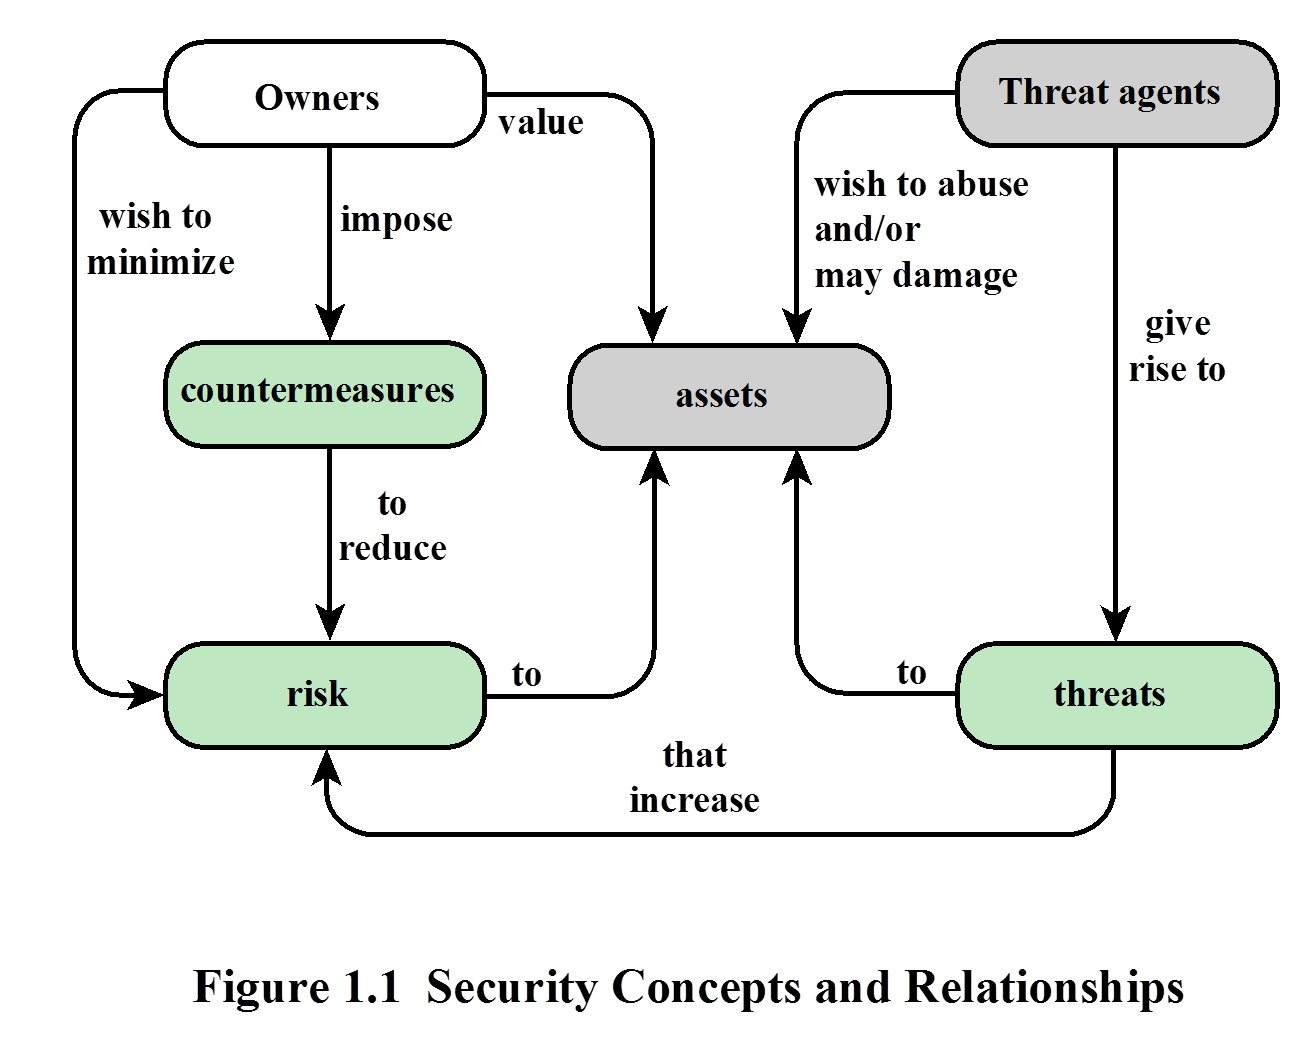 Owners
Threat agents
value
wish to
minimize
impose
wish to abuse
and/or
may damage
give
rise to
countermeasures
assets
to
reduce
risk
to
to
threats
that
increase
Figure 1.1  Security Concepts and Relationships